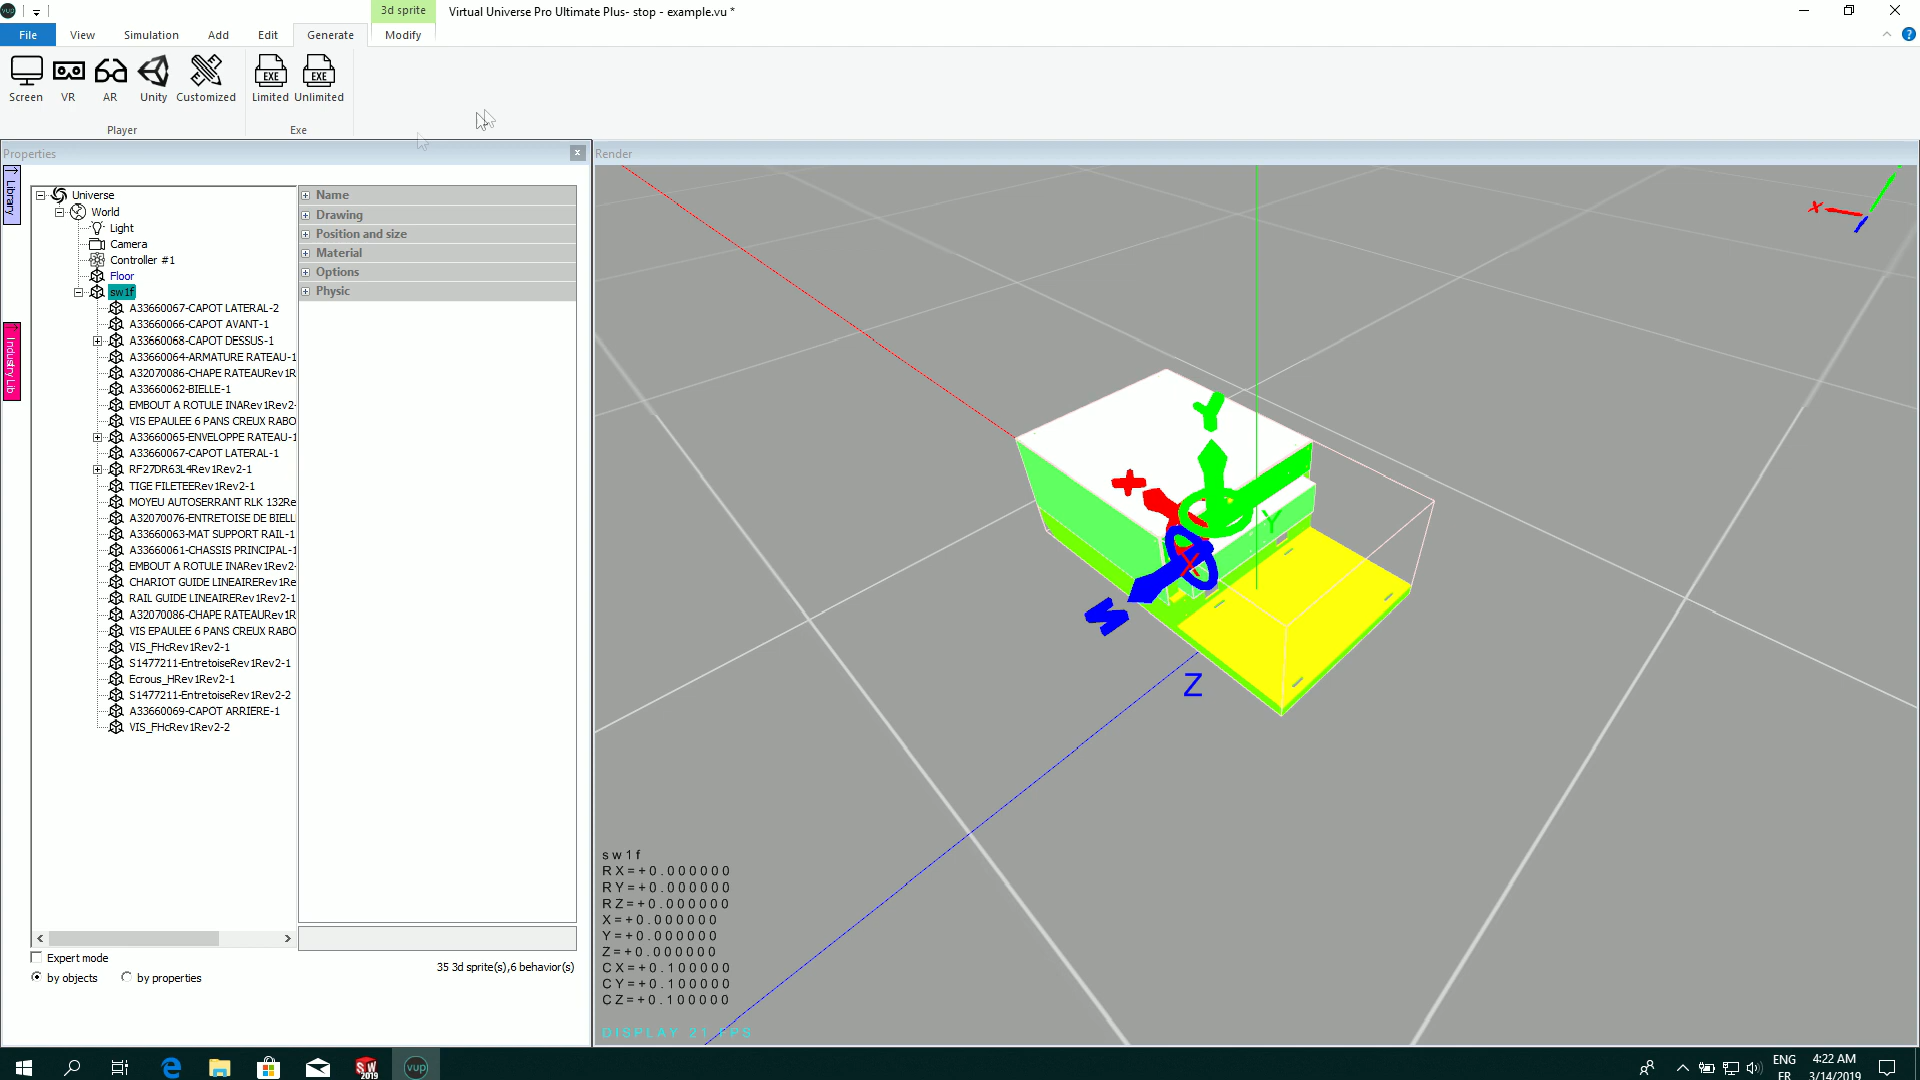 vup
3d sprite
Virtual Universe Pro Ultimate Plus- stop - example.vu *
File
View
Simulation
Add
Edit
Generate
Modify
?
EXE
EXE
Screen
VR
AR
Unity
Customized
Limited
Unlimited
Player
Exe
Properties
x
Render
Library
Industry Lib
Universe
World
Light
Camera
Controller #1
Floor
sw1f
A33660067-CAPOT LATERAL-2
A33660066-CAPOT AVANT-1
A33660068-CAPOT DESSUS-1
A33660064-ARMATURE RATEAU-1
A32070086-CHAPE RATEAURev1R
A33660062-BIELLE-1
EMBOUT A ROTULE INARev1Rev2-
VIS EPAULEE 6 PANS CREUX RABO
A33660065-ENVELOPPE RATEAU-1
A33660067-CAPOT LATERAL-1
RF27DR63L4Rev1Rev2-1
TIGE FILETEERev1Rev2-1
MOYEU AUTOSERRANT RLK 132Re
A32070076-ENTRETOISE DE BIELL
A33660063-MAT SUPPORT RAIL-1
A33660061-CHASSIS PRINCIPAL-1
EMBOUT A ROTULE INARev1Rev2-
CHARIOT GUIDE LINEAIRERev1Re
RAIL GUIDE LINEAIRERev1Rev2-1
A32070086-CHAPE RATEAURev1R
VIS EPAULEE 6 PANS CREUX RABO
VIS_FHcRev1Rev2-1
S1477211-EntretoiseRev1Rev2-1
Ecrous_HRev1Rev2-1
S1477211-EntretoiseRev1Rev2-2
A33660069-CAPOT ARRIERE-1
VIS_FHcRev1Rev2-2
Name
Drawing
Position and size
Material
Options
Physic
Expert mode
by objects
by properties
35 3d sprite(s),6 behavior(s)
X
Y
X
Y
X
Z
Z
sw1f
RX=+0.000000
RY=+0.000000
RZ=+0.000000
X=+0.000000
Y=+0.000000
Z=+0.000000
CX=+0.100000
CY=+0.100000
CZ=+0.100000
DISPLAY 21 FPS
SW
2019
vup
ENG
FR
4:22 AM
3/14/2019